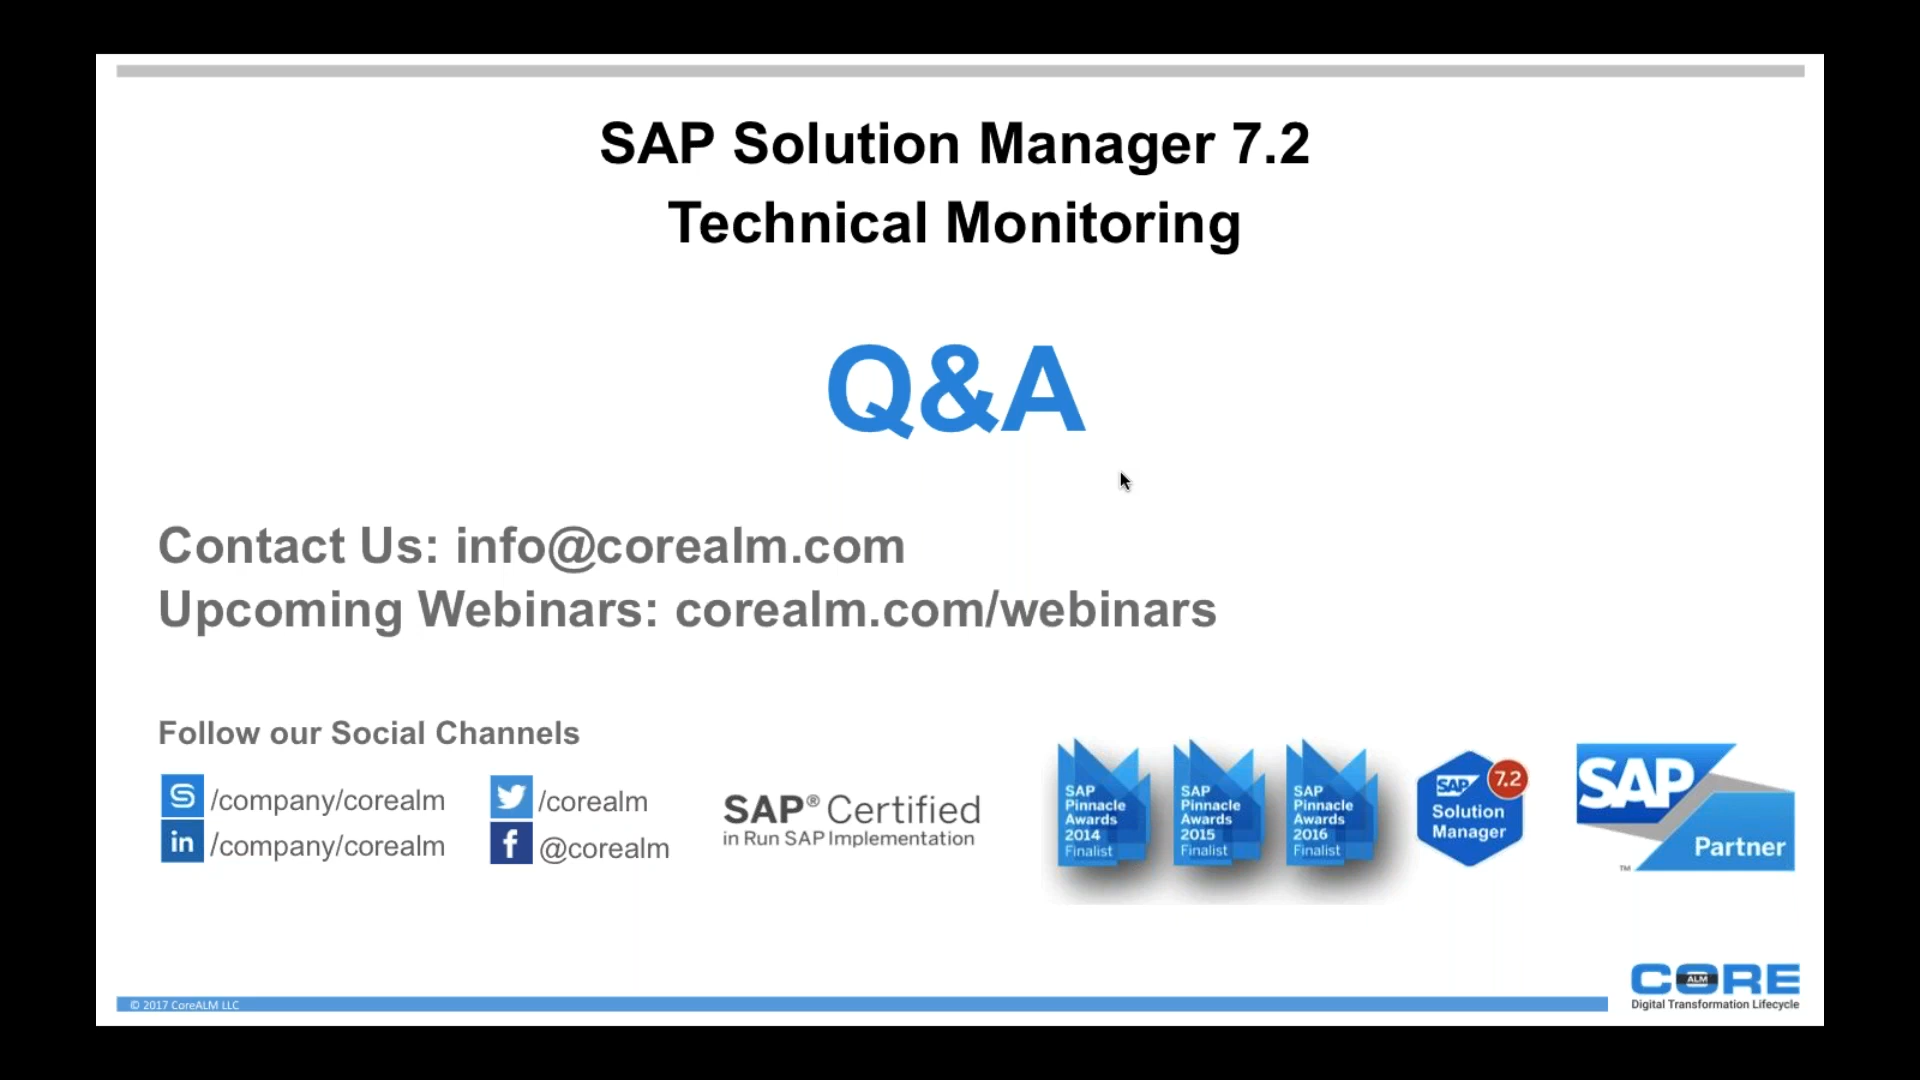 SAP Solution Manager 7.2
Technical Monitoring
Q&A
Contact Us: info@corealm.com
Upcoming Webinars: corealm.com/webinars
Follow our Social Channels
/company/corealm
/corealm
in /company/corealm
f @corealm
SAP® Certified
in Run SAP Implementation
SAP
Pinnacle
Awards
2014
Finalist
SAP
Pinnacle
Awards
2015
Finalist
SAP
Pinnacle
Awards
2016
Finalist
SAP 7.2
Solution
Manager
SAP
Partner
™
© 2017 CoreALM LLC
CORE
ALM
Digital Transformation Lifecycle